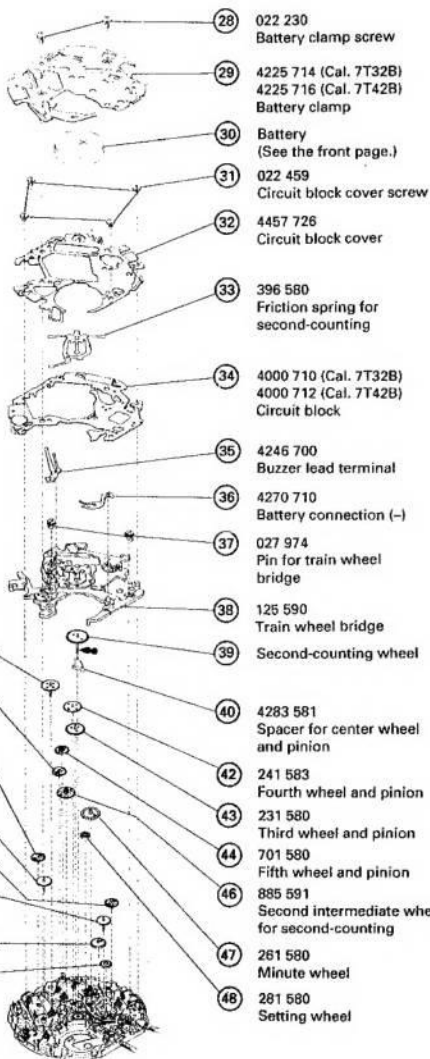 28 022 230
Battery clamp screw
29 4225 714 (Cal. 7T32B)
4225 716 (Cal. 7T42B)
Battery clamp
30 Battery
(See the front page.)
31 022 459
Circuit block cover screw
32 4457 726
Circuit block cover
33 396 580
Friction spring for
second-counting
34 4000 710 (Cal. 7T32B)
4000 712 (Cal. 7T42B)
Circuit block
35 4246 700
Buzzer lead terminal
36 4270 710
Battery connection (–)
37 027 974
Pin for train wheel
bridge
38 125 590
Train wheel bridge
39 Second-counting wheel
40 4283 581
Spacer for center wheel
and pinion
42 241 583
Fourth wheel and pinion
43 231 580
Third wheel and pinion
44 701 580
Fifth wheel and pinion
46 885 591
Second intermediate whe
for second-counting
47 261 580
Minute wheel
48 281 580
Setting wheel